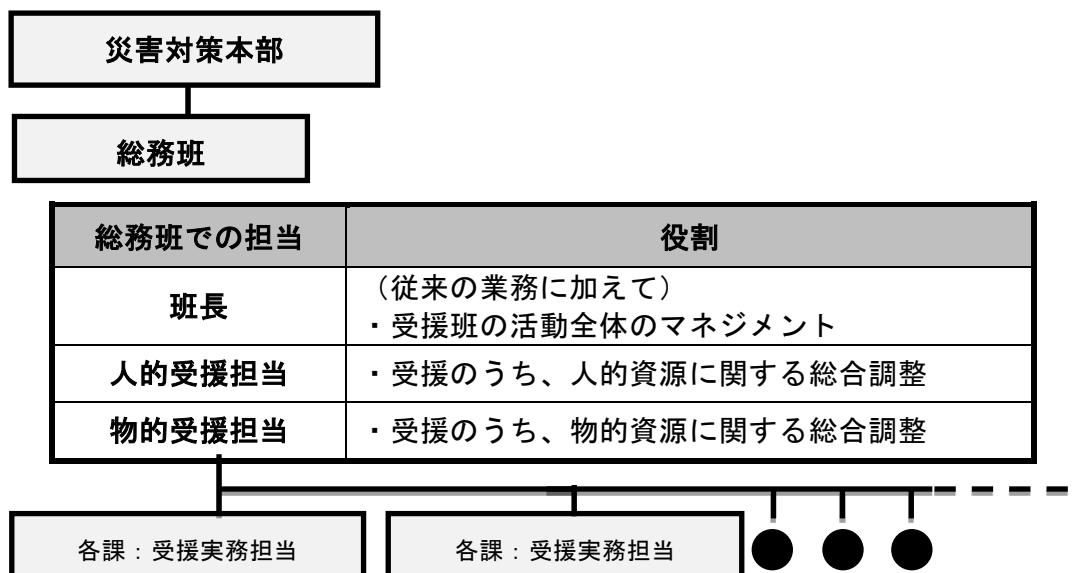 災害対策本部
総務班
総務班での担当
役割
班長
（従来の業務に加えて）
・受援班の活動全体のマネジメント
人的受援担当
・受援のうち、人的資源に関する総合調整
物的受援担当
・受援のうち、物的資源に関する総合調整
各課：受援実務担当
各課：受援実務担当